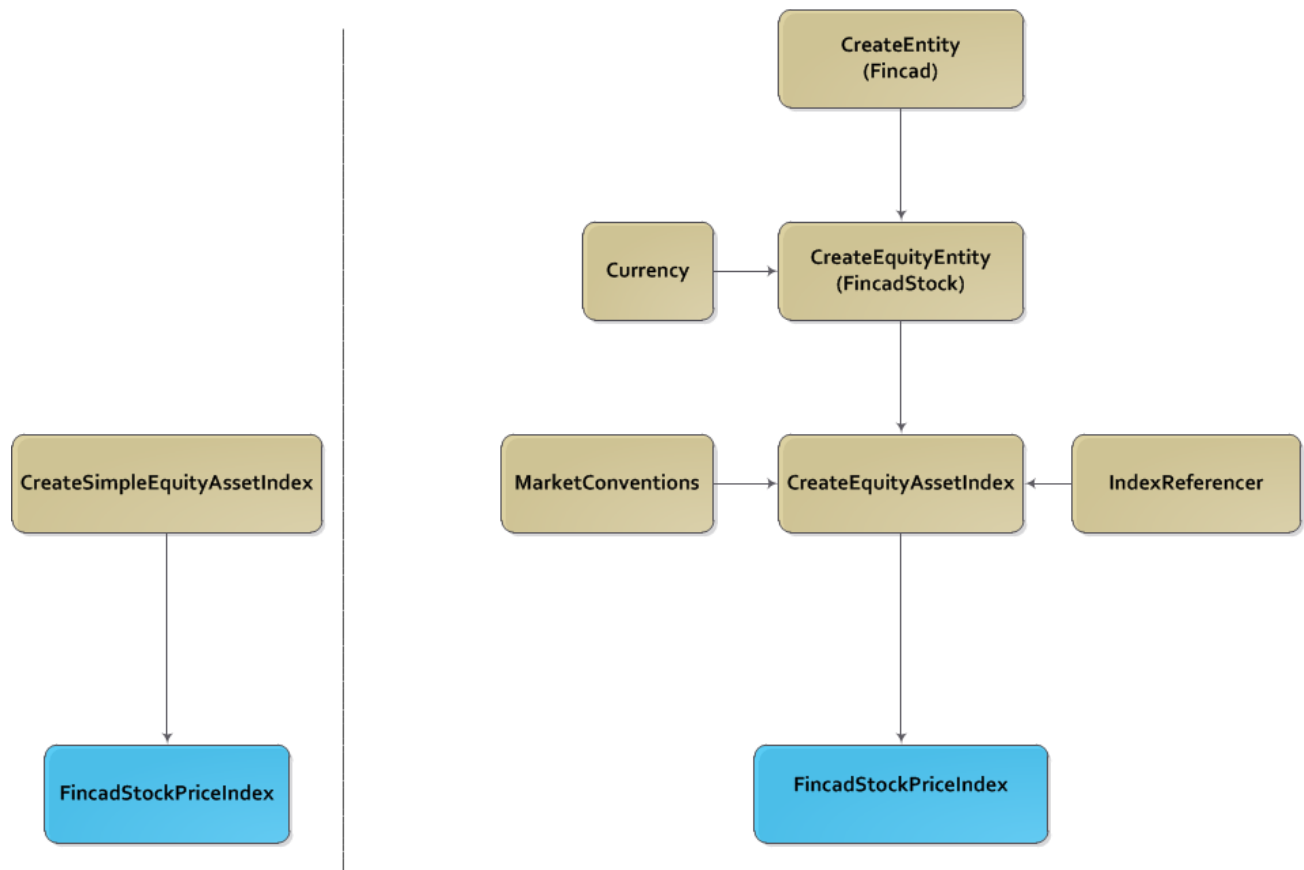 CreateEntity
(Fincad)
Currency
CreateEquityEntity
(FincadStock)
CreateSimpleEquityAssetIndex
MarketConventions
CreateEquityAssetIndex
IndexReferencer
FincadStockPriceIndex
FincadStockPriceIndex